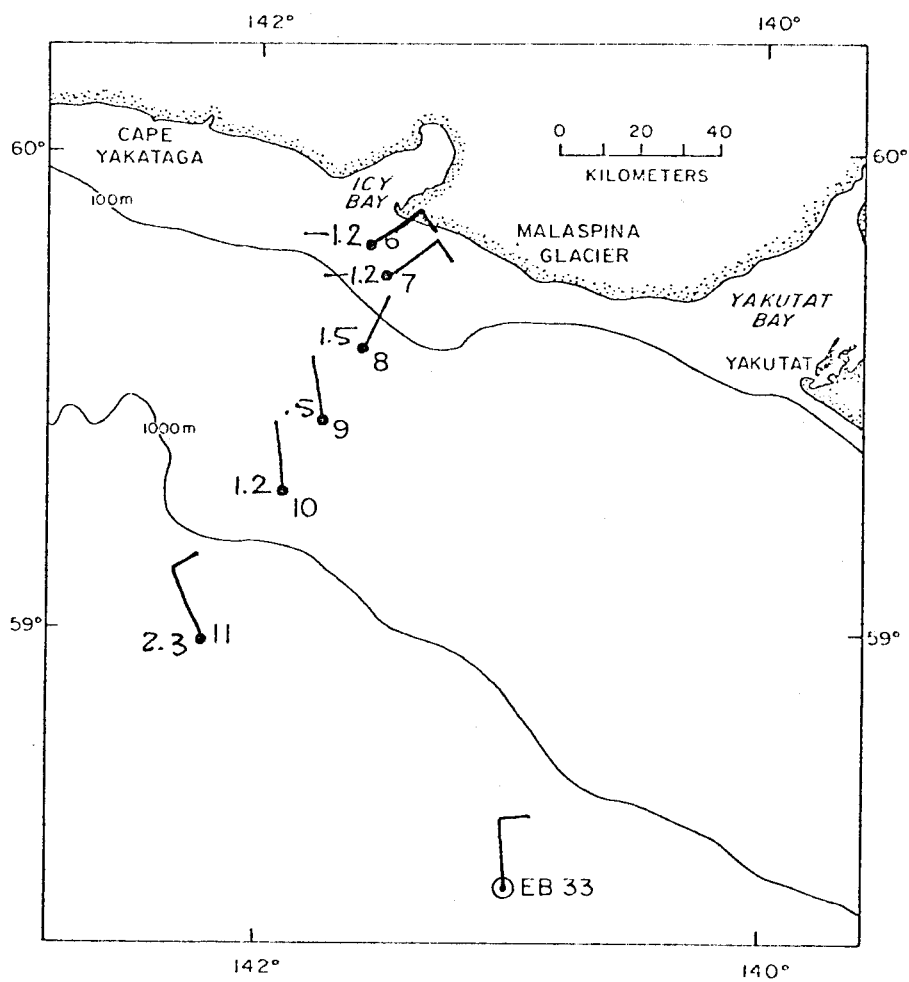 142° 140°
CAPE
YAKATAGA
60°
0 20 40
60°
KILOMETERS
ICY
BAY
100m
-1.2 6
MALASPINA
GLACIER
-1.2 7
YAKUTAT
BAY
1.5 8
YAKUTAT
.5 9
1000m
1.2 10
59°
2.3 11
59°
EB 33
142° 140°